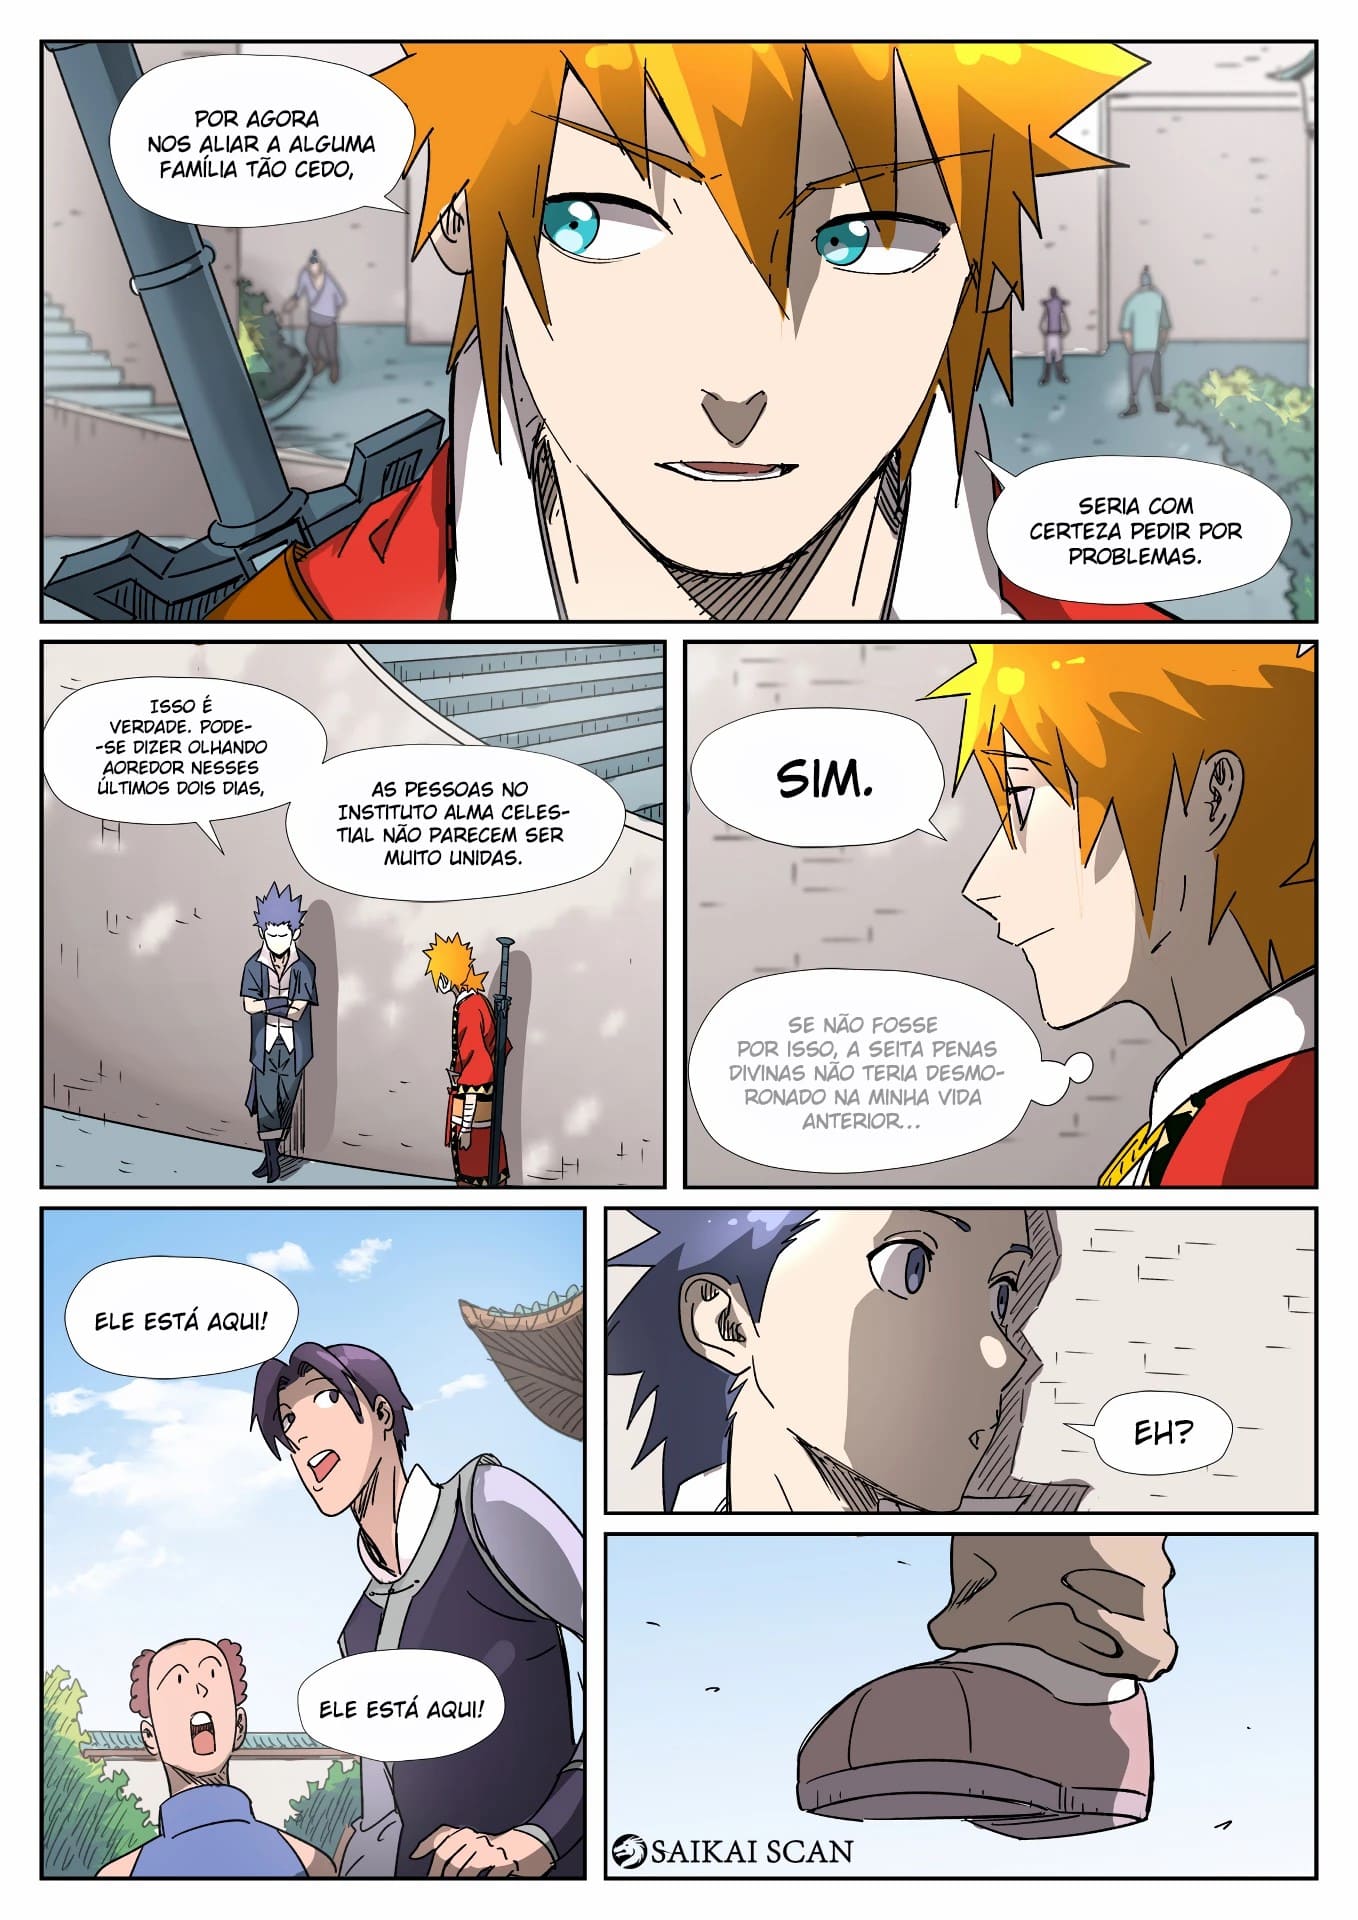 POR AGORA
NOS ALIAR A ALGUMA
FAMÍLIA TÃO CEDO,
SERIA COM
CERTEZA PEDIR POR
PROBLEMAS.
ISSO É
VERDADE. PODE-
-SE DIZER OLHANDO
AOREDOR NESSES
ÚLTIMOS DOIS DIAS,
AS PESSOAS NO
INSTITUTO ALMA CELES-
TIAL NÃO PARECEM SER
MUITO UNIDAS.
SIM.
SE NÃO FOSSE
POR ISSO, A SEITA PENAS
DIVINAS NÃO TERIA DESMO-
RONADO NA MINHA VIDA
ANTERIOR...
ELE ESTÁ AQUI!
ELE ESTÁ AQUI!
EH?
SAIKAI SCAN